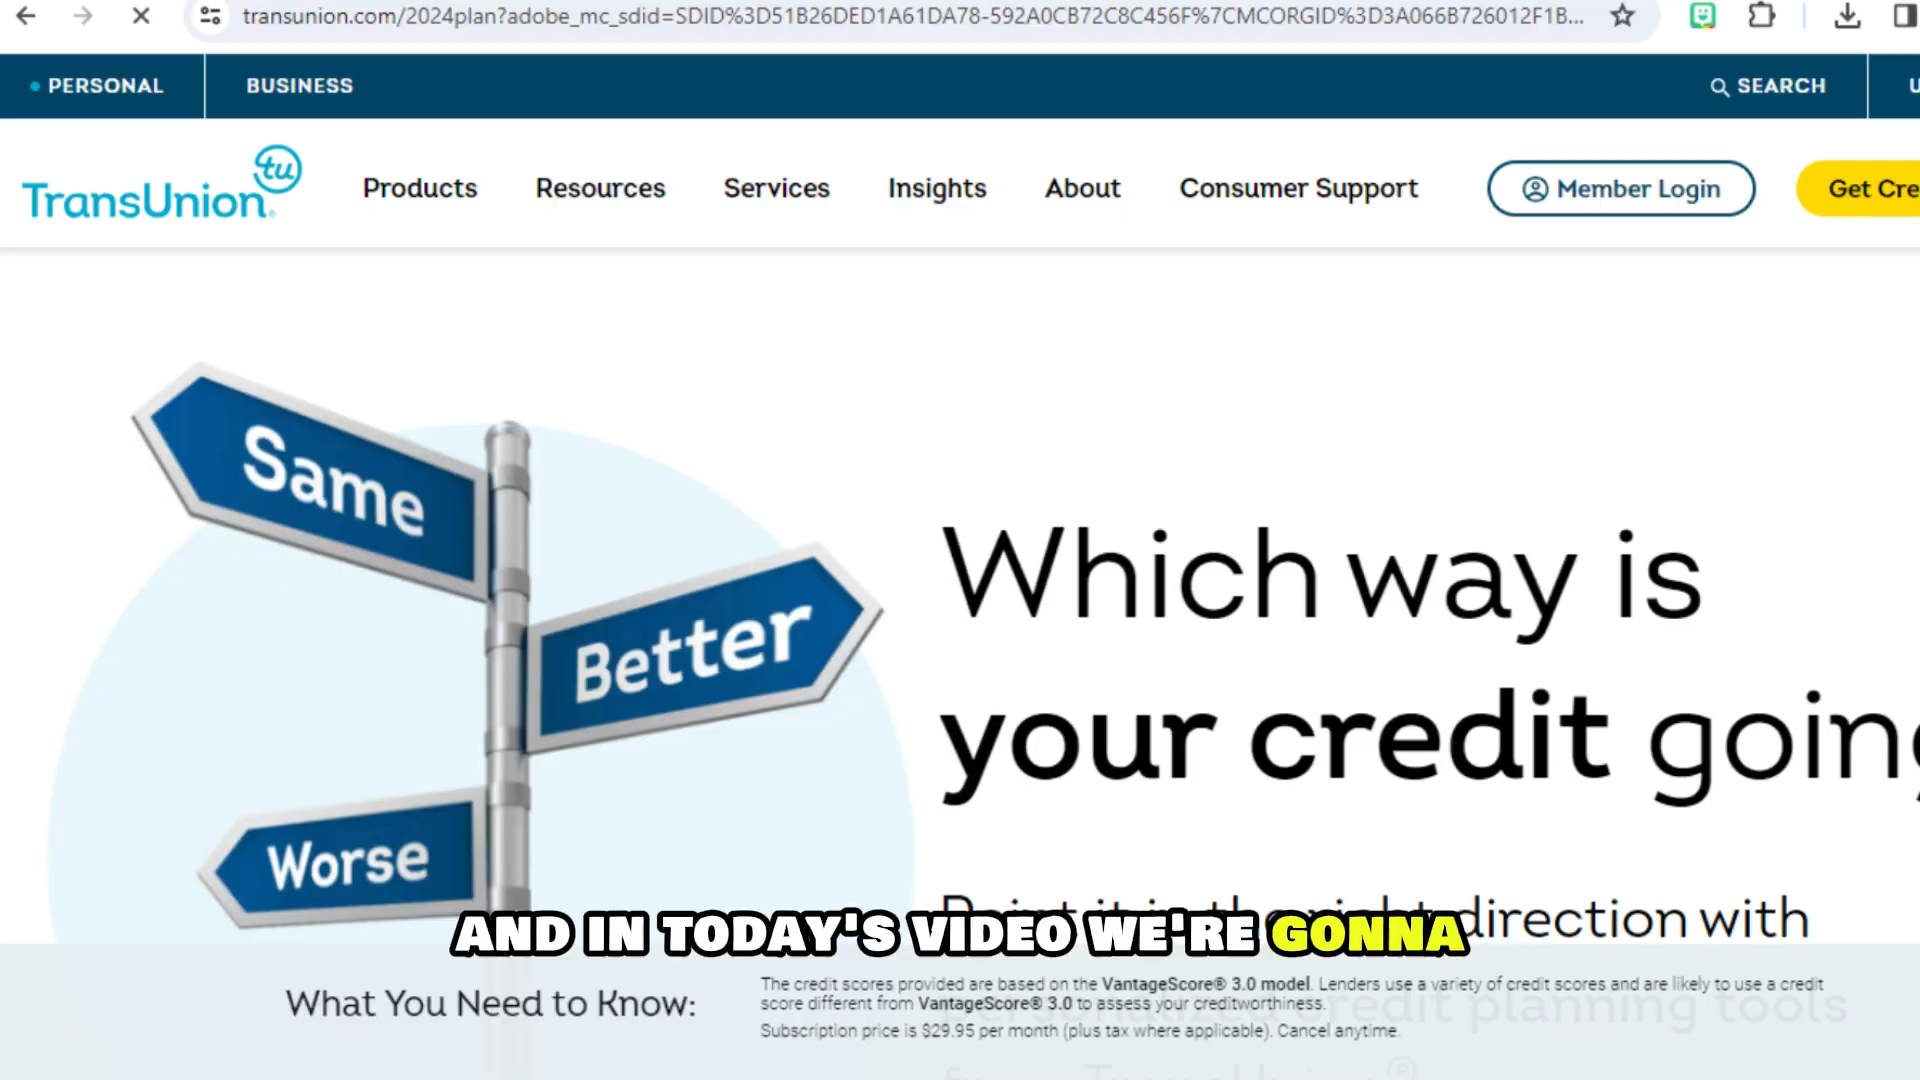 transunion.com/2024plan?adobe_mc_sdid=SDID%3D51B26DED1A61DA78-592A0CB72C8C456F%7CMCORGID%3D3A066B726012F1B...
PERSONAL
BUSINESS
SEARCH
TransUnion
tu
Products
Resources
Services
Insights
About
Consumer Support
Member Login
Get Cre
Same
Better
Worse
Which way is
your credit going
direction with
AND IN TODAY'S VIDEO WE'RE GONNA
What You Need to Know:
The credit scores provided are based on the VantageScore® 3.0 model. Lenders use a variety of credit scores and are likely to use a credit
score different from VantageScore® 3.0 to assess your creditworthiness.
Subscription price is $29.95 per month (plus tax where applicable). Cancel anytime.
credit planning tools